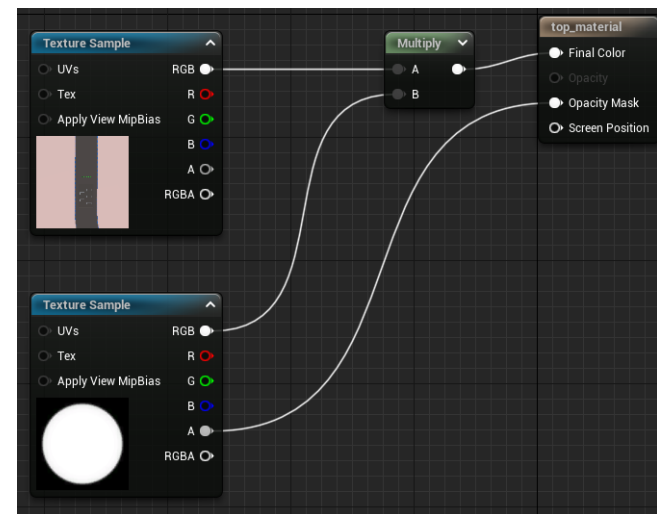 Texture Sample
UVs RGB
Tex R
Apply View MipBias G
B
A
RGBA
Multiply
A
B
top_material
Final Color
Opacity
Opacity Mask
Screen Position
Texture Sample
UVs RGB
Tex R
Apply View MipBias G
B
A
RGBA